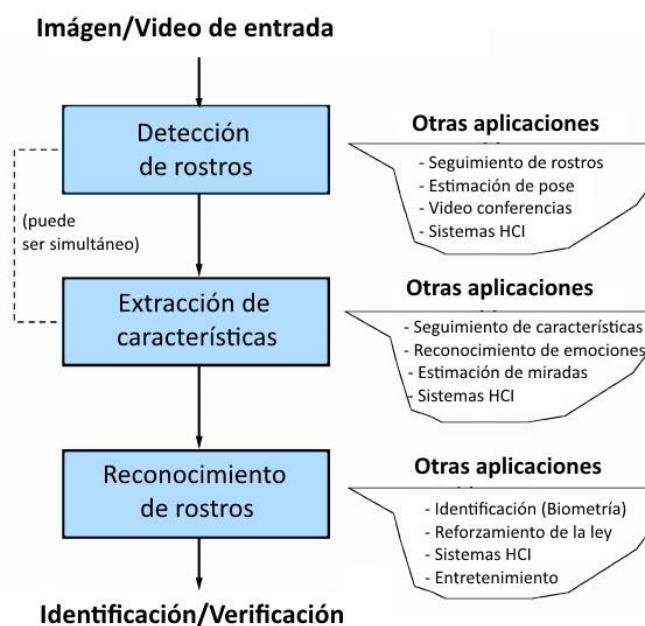 Imágen/Video de entrada
Detección
de rostros
Otras aplicaciones
- Seguimiento de rostros
- Estimación de pose
- Video conferencias
- Sistemas HCI
(puede
ser simultáneo)
Extracción de
característificas
Otras aplicaciones
- Seguimiento de características
- Reconocimiento de emociones
- Estimación de miradas
- Sistemas HCI
Reconocimiento
de rostros
Otras aplicaciones
- Identificación (Biometría)
- Reforzamiento de la ley
- Sistemas HCI
- Entretenimiento
Identificación/Verificación